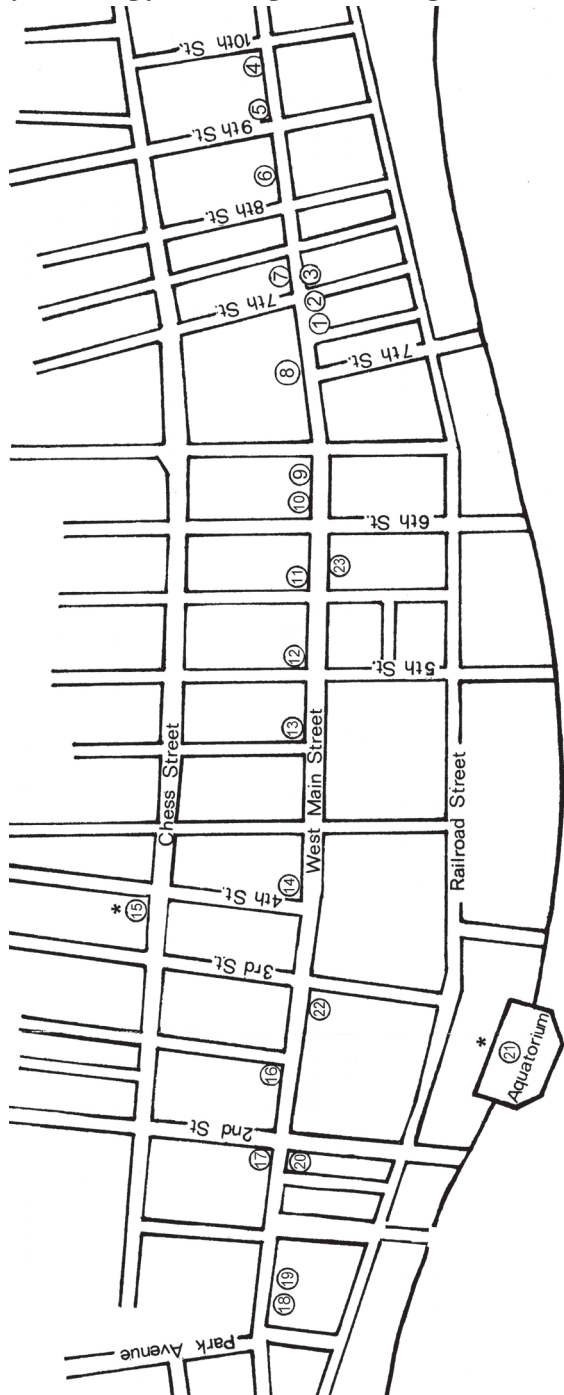 10th St.
4
5
9th St.
6
8th St.
7
3
7th St.
2
1
7th St.
8
9
10
6th St.
11
23
12
5th St.
13
Chess Street
West Main Street
Railroad Street
14
4th St.
* 15
3rd St.
22
*
21
Aquatorium
16
2nd St
17
20
19
18
Park Avenue